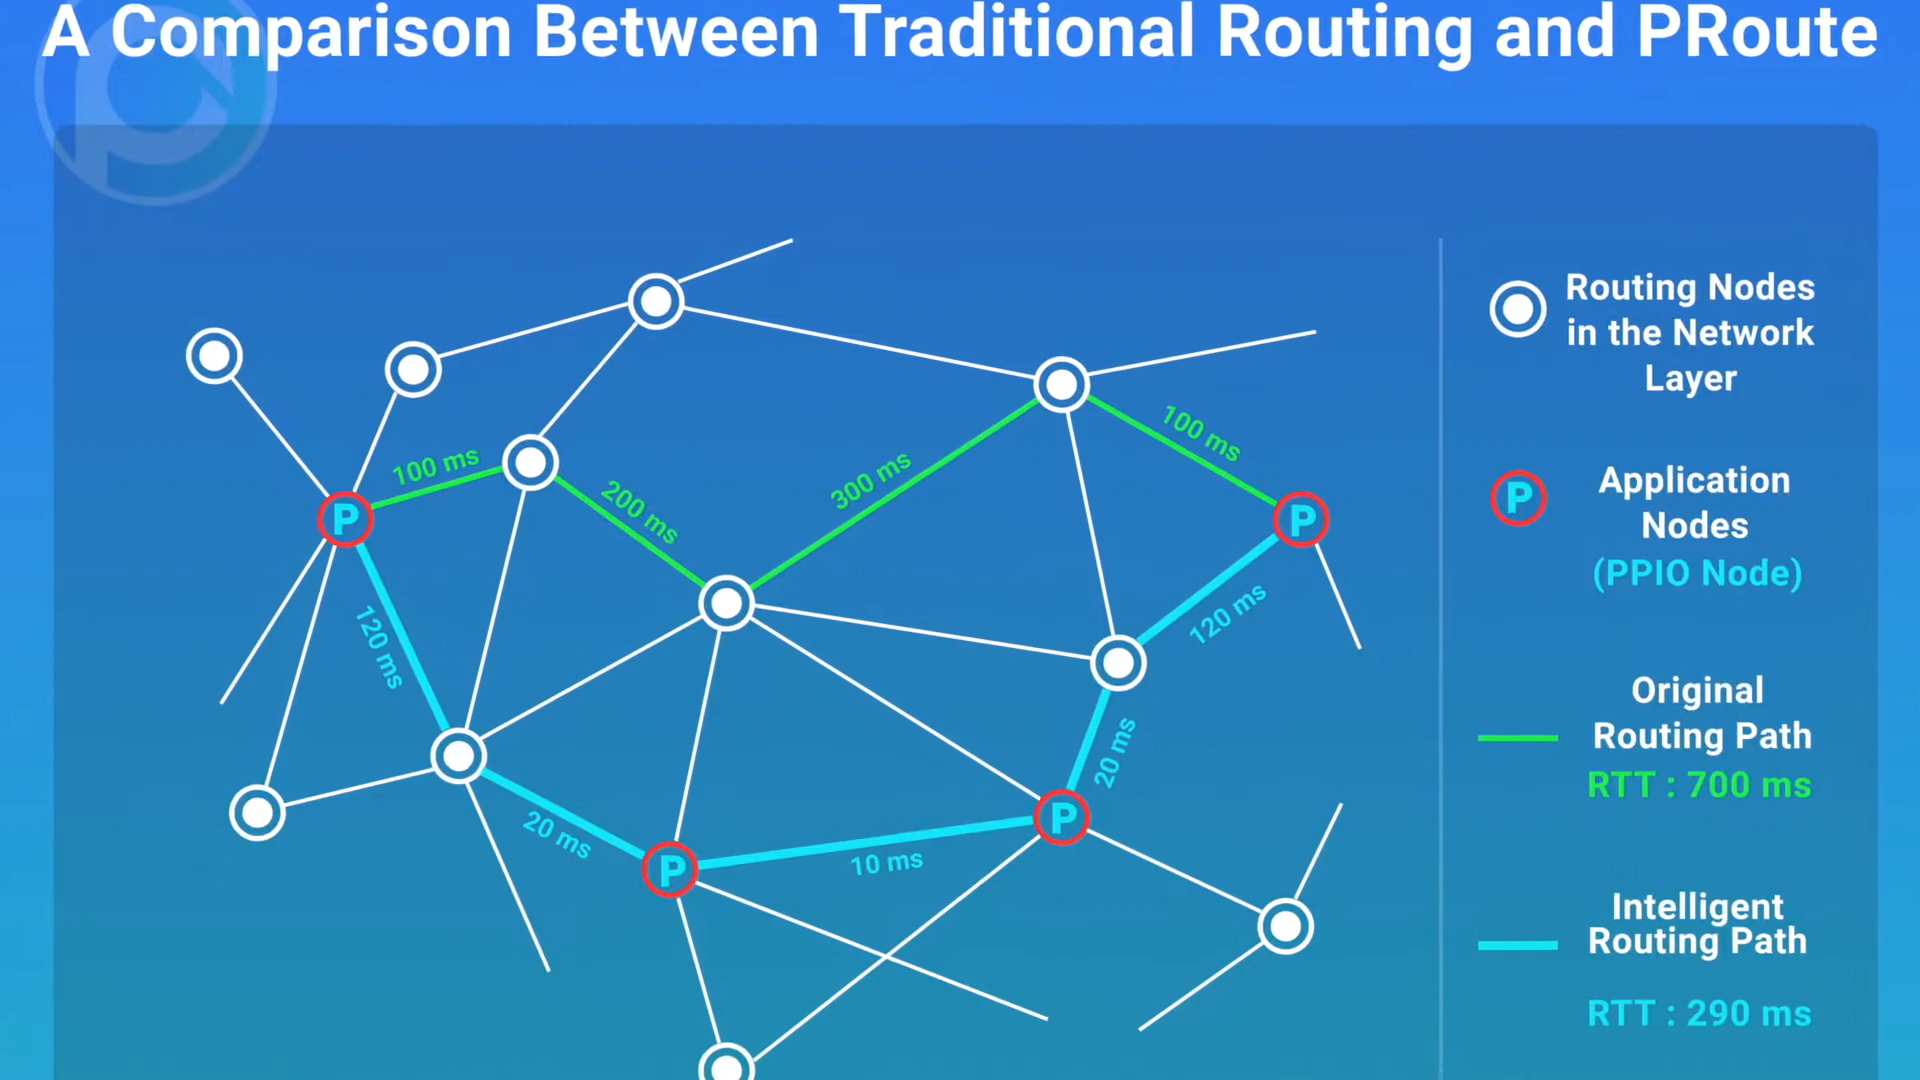 A Comparison Between Traditional Routing and PRoute
Routing Nodes
in the Network
Layer
P
Application
Nodes
(PPIO Node)
Original
Routing Path
RTT : 700 ms
Intelligent
Routing Path
RTT : 290 ms
100 ms
100 ms
300 ms
200 ms
P
P
120 ms
120 ms
20 ms
P
20 ms
10 ms
P